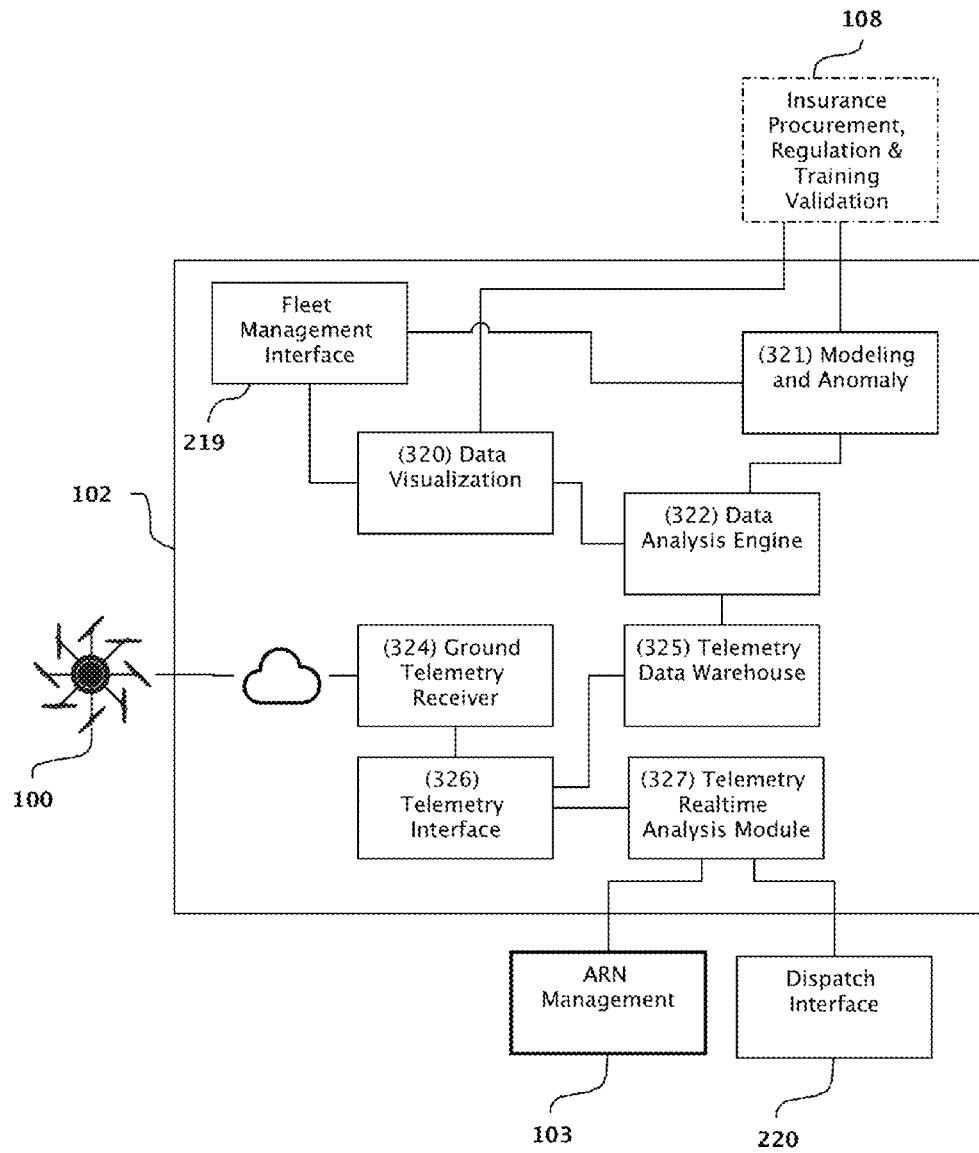 108
Insurance
Procurement,
Regulation &
Training
Validation
Fleet
Management
Interface
219
(321) Modeling
and Anomaly
(320) Data
Visualization
102
(322) Data
Analysis Engine
(324) Ground
Telemetry
Receiver
(325) Telemetry
Data Warehouse
100
(326)
Telemetry
Interface
(327) Telemetry
Realtime
Analysis Module
ARN
Management
Dispatch
Interface
103
220